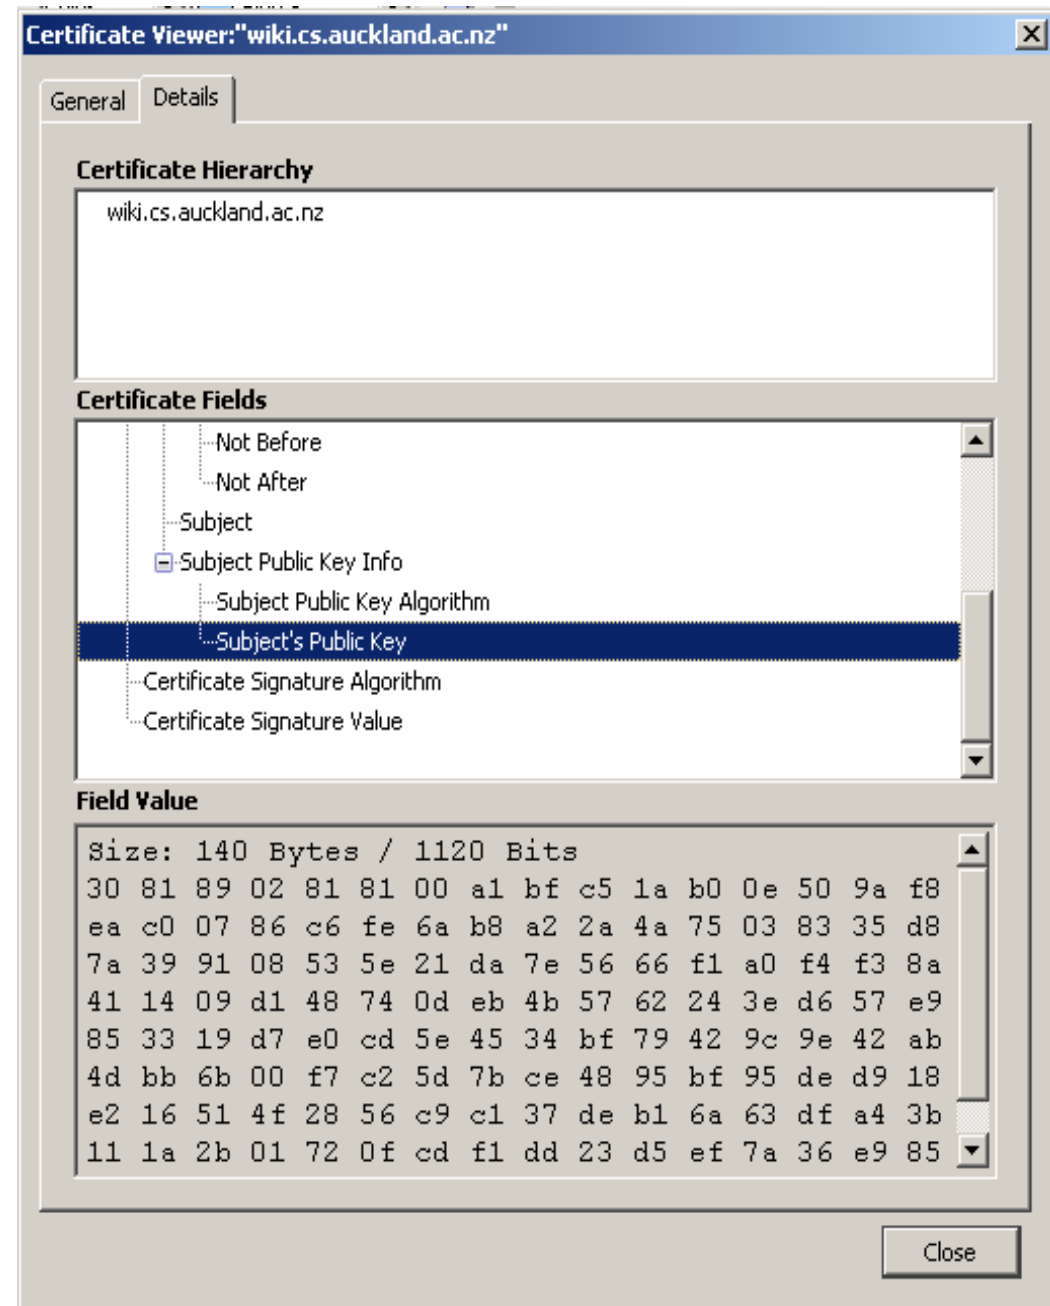 Certificate Viewer:"wiki.cs.auckland.ac.nz"
General Details
Certificate Hierarchy
wiki.cs.auckland.ac.nz
Certificate Fields
Not Before
Not After
Subject
Subject Public Key Info
Subject Public Key Algorithm
Subject's Public Key
Certificate Signature Algorithm
Certificate Signature Value
Field Value
Size: 140 Bytes / 1120 Bits
30 81 89 02 81 81 00 a1 bf c5 1a b0 0e 50 9a f8
ea c0 07 86 c6 fe 6a b8 a2 2a 4a 75 03 83 35 d8
7a 39 91 08 53 5e 21 da 7e 56 66 f1 a0 f4 f3 8a
41 14 09 d1 48 74 0d eb 4b 57 62 24 3e d6 57 e9
85 33 19 d7 e0 cd 5e 45 34 bf 79 42 9c 9e 42 ab
4d bb 6b 00 f7 c2 5d 7b ce 48 95 bf 95 de d9 18
e2 16 51 4f 28 56 c9 c1 37 de b1 6a 63 df a4 3b
11 1a 2b 01 72 0f cd f1 dd 23 d5 ef 7a 36 e9 85
Close